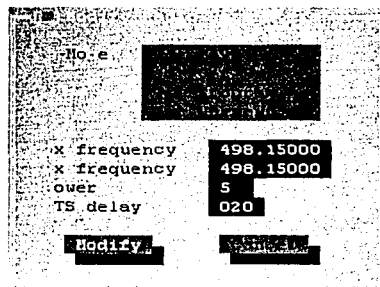 x frequency 498.15000
x frequency 498.15000
ower 5
TS delay 020
Modify